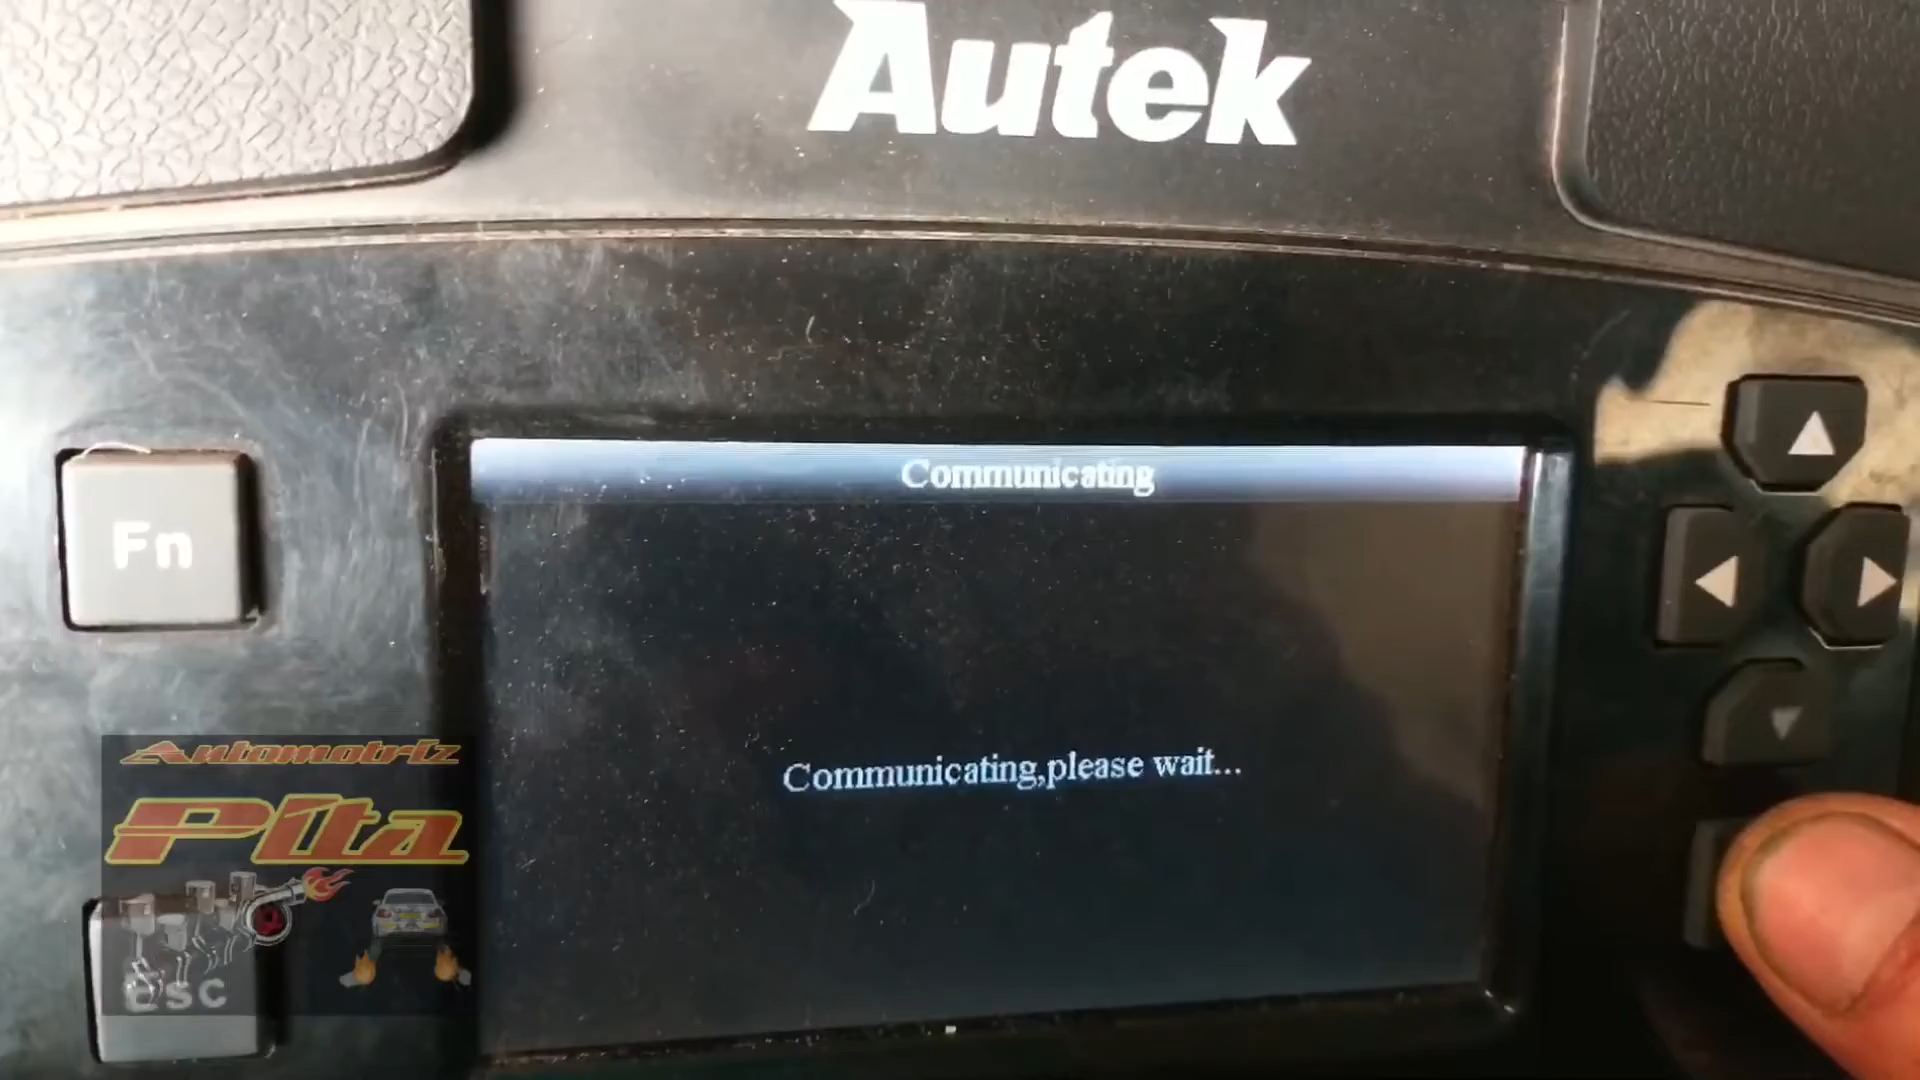 Autek
Communicating
Fn
Communicating,please wait...
Automotriz
Pita
ESC